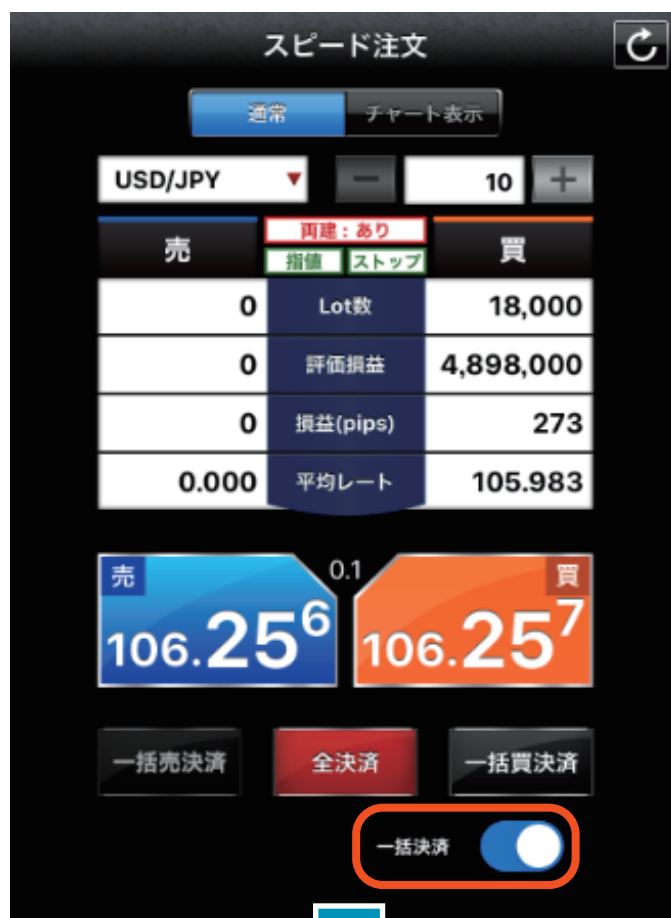 スピード注文
通常 チャート表示
USD/JPY ▼ − 10 +
売 両建：あり 買
指値 ストップ
0 Lot数 18,000
0 評価損益 4,898,000
0 損益(pips) 273
0.000 平均レート 105.983
売 0.1 買
106.256 106.257
一括売決済 全決済 一括買決済
一括決済